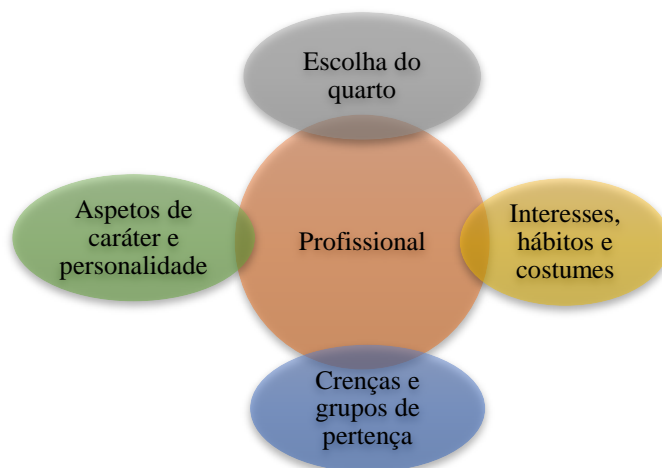 Escolha do
quarto
Aspetos de
caráter e
personalidade
Profissional
Interesses,
hábitos e
costumes
Crenças e
grupos de
pertença